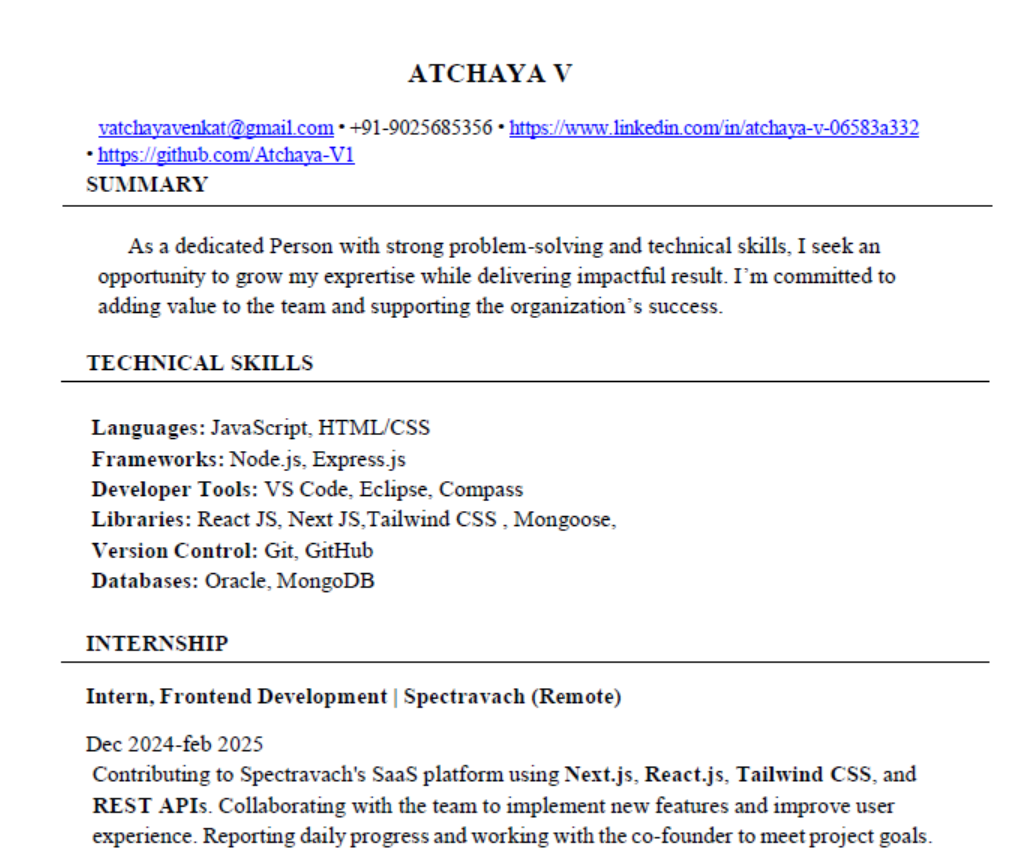 ATCHAYA V
vatchayavenkat@gmail.com • +91-9025685356 • https://www.linkedin.com/in/atchaya-v-06583a332
• https://github.com/Atchaya-V1
SUMMARY
As a dedicated Person with strong problem-solving and technical skills, I seek an
opportunity to grow my exprertise while delivering impactful result. I’m committed to
adding value to the team and supporting the organization’s success.
TECHNICAL SKILLS
Languages: JavaScript, HTML/CSS
Frameworks: Node.js, Express.js
Developer Tools: VS Code, Eclipse, Compass
Libraries: React JS, Next JS,Tailwind CSS , Mongoose,
Version Control: Git, GitHub
Databases: Oracle, MongoDB
INTERNSHIP
Intern, Frontend Development | Spectravach (Remote)
Dec 2024-feb 2025
Contributing to Spectravach's SaaS platform using Next.js, React.js, Tailwind CSS, and
REST APIs. Collaborating with the team to implement new features and improve user
experience. Reporting daily progress and working with the co-founder to meet project goals.